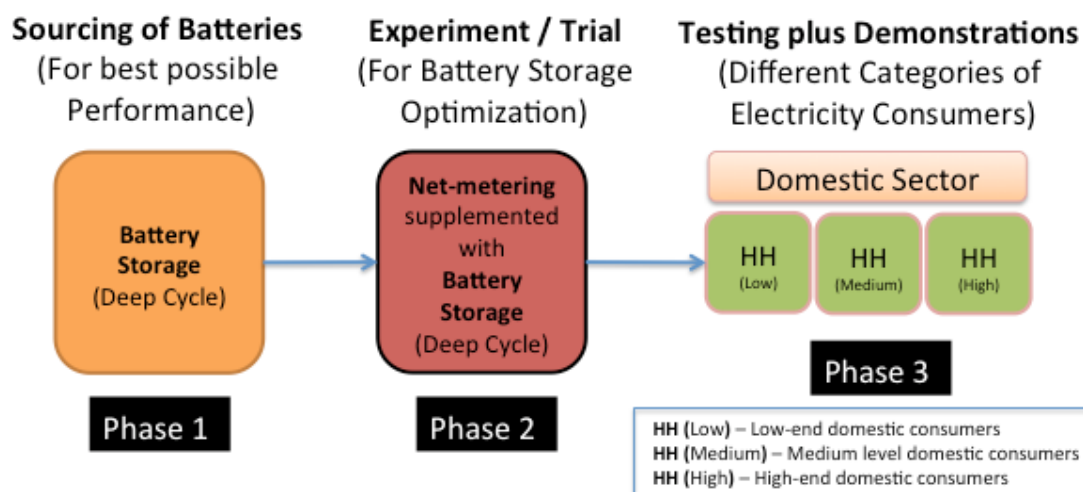 Sourcing of Batteries
(For best possible
Performance)
Battery
Storage
(Deep Cycle)
Phase 1
Experiment / Trial
(For Battery Storage
Optimization)
Net-metering
supplemented
with
Battery
Storage
(Deep Cycle)
Phase 2
Testing plus Demonstrations
(Different Categories of
Electricity Consumers)
Domestic Sector
HH
(Low)
HH
(Medium)
HH
(High)
Phase 3
HH (Low) – Low-end domestic consumers
HH (Medium) – Medium level domestic consumers
HH (High) – High-end domestic consumers